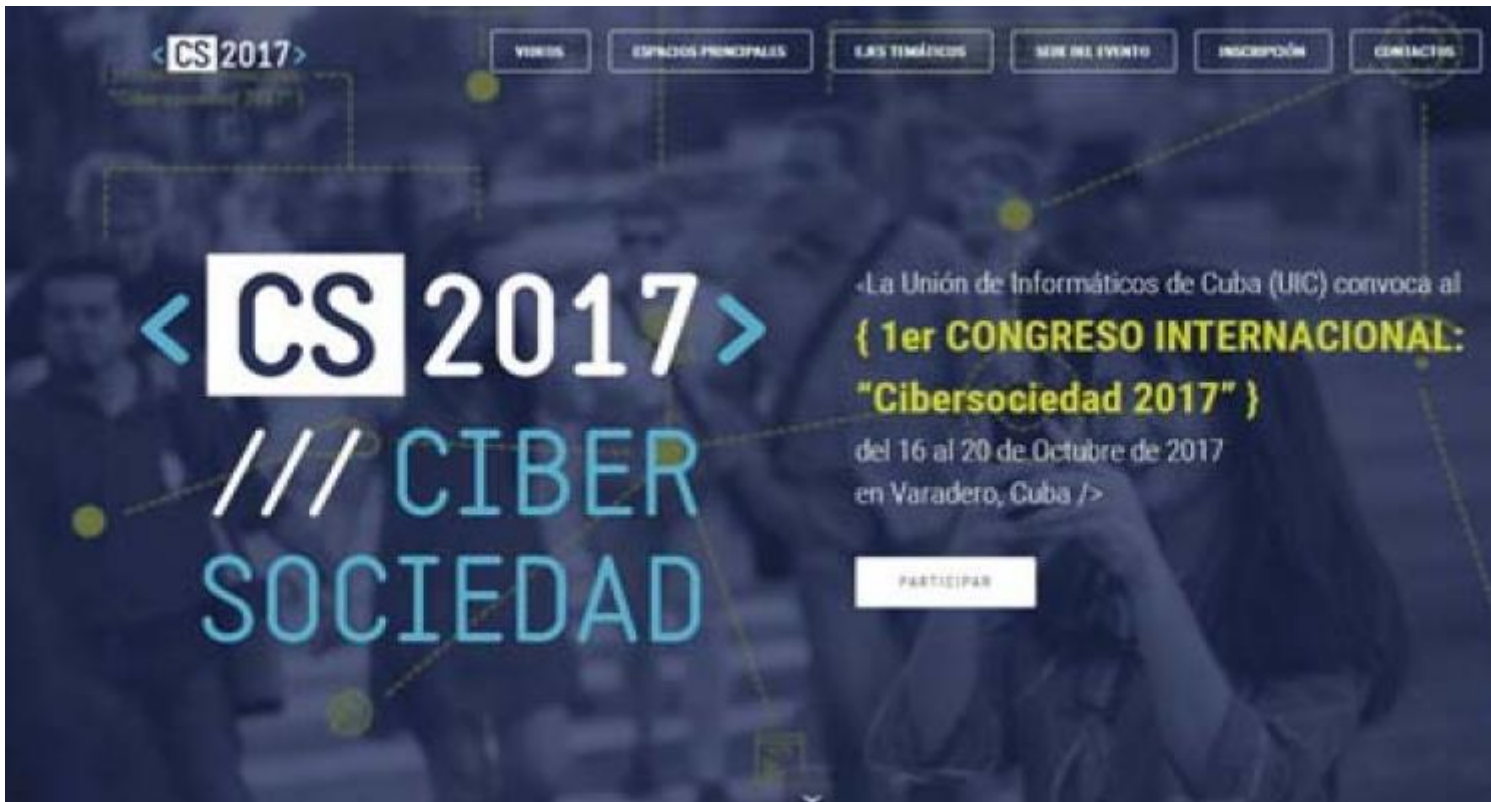 <CS 2017>
VIDEOS
ESPACIOS PRINCIPALES
EJES TEMÁTICOS
SEDE DEL EVENTO
INSCRIPCIÓN
CONTACTOS
"Cibersociedad 2017" }
<CS 2017>
/// CIBER
SOCIEDAD
<La Unión de Informáticos de Cuba (UIC) convoca al
{ 1er CONGRESO INTERNACIONAL:
“Cibersociedad 2017” }
del 16 al 20 de Octubre de 2017
en Varadero, Cuba />
PARTICIPAR